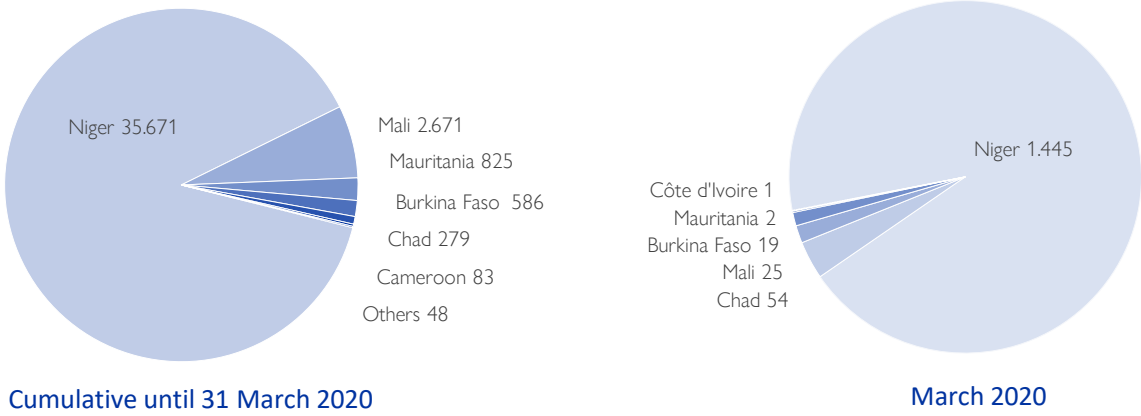 Niger 35.671
Mali 2.671
Mauritania 825
Burkina Faso 586
Chad 279
Cameroon 83
Others 48
Cumulative until 31 March 2020
Niger 1.445
Côte d'Ivoire 1
Mauritania 2
Burkina Faso 19
Mali 25
Chad 54
March 2020